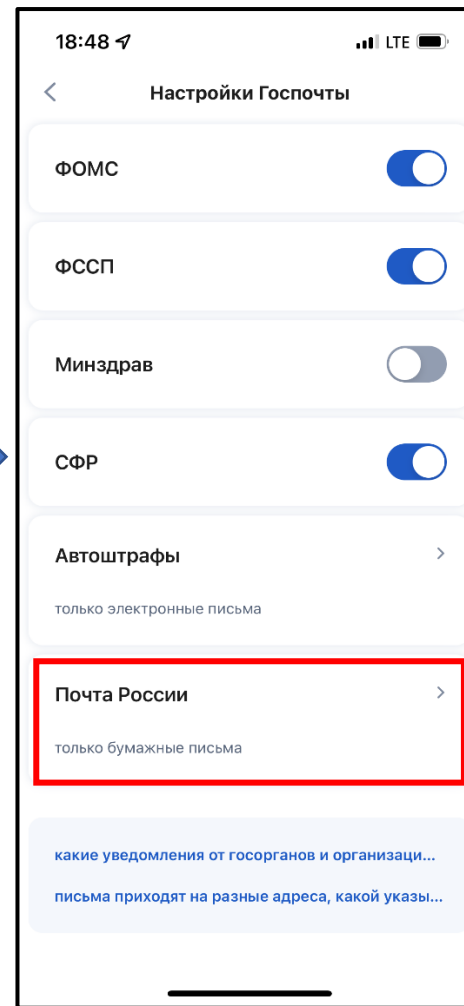 18:48
LTE
Настройки Госпочты
ФОМС
ФССП
Минздрав
СФР
Автоштрафы
только электронные письма
Почта России
только бумажные письма
какие уведомления от госорганов и организаци...
письма приходят на разные адреса, какой указы...